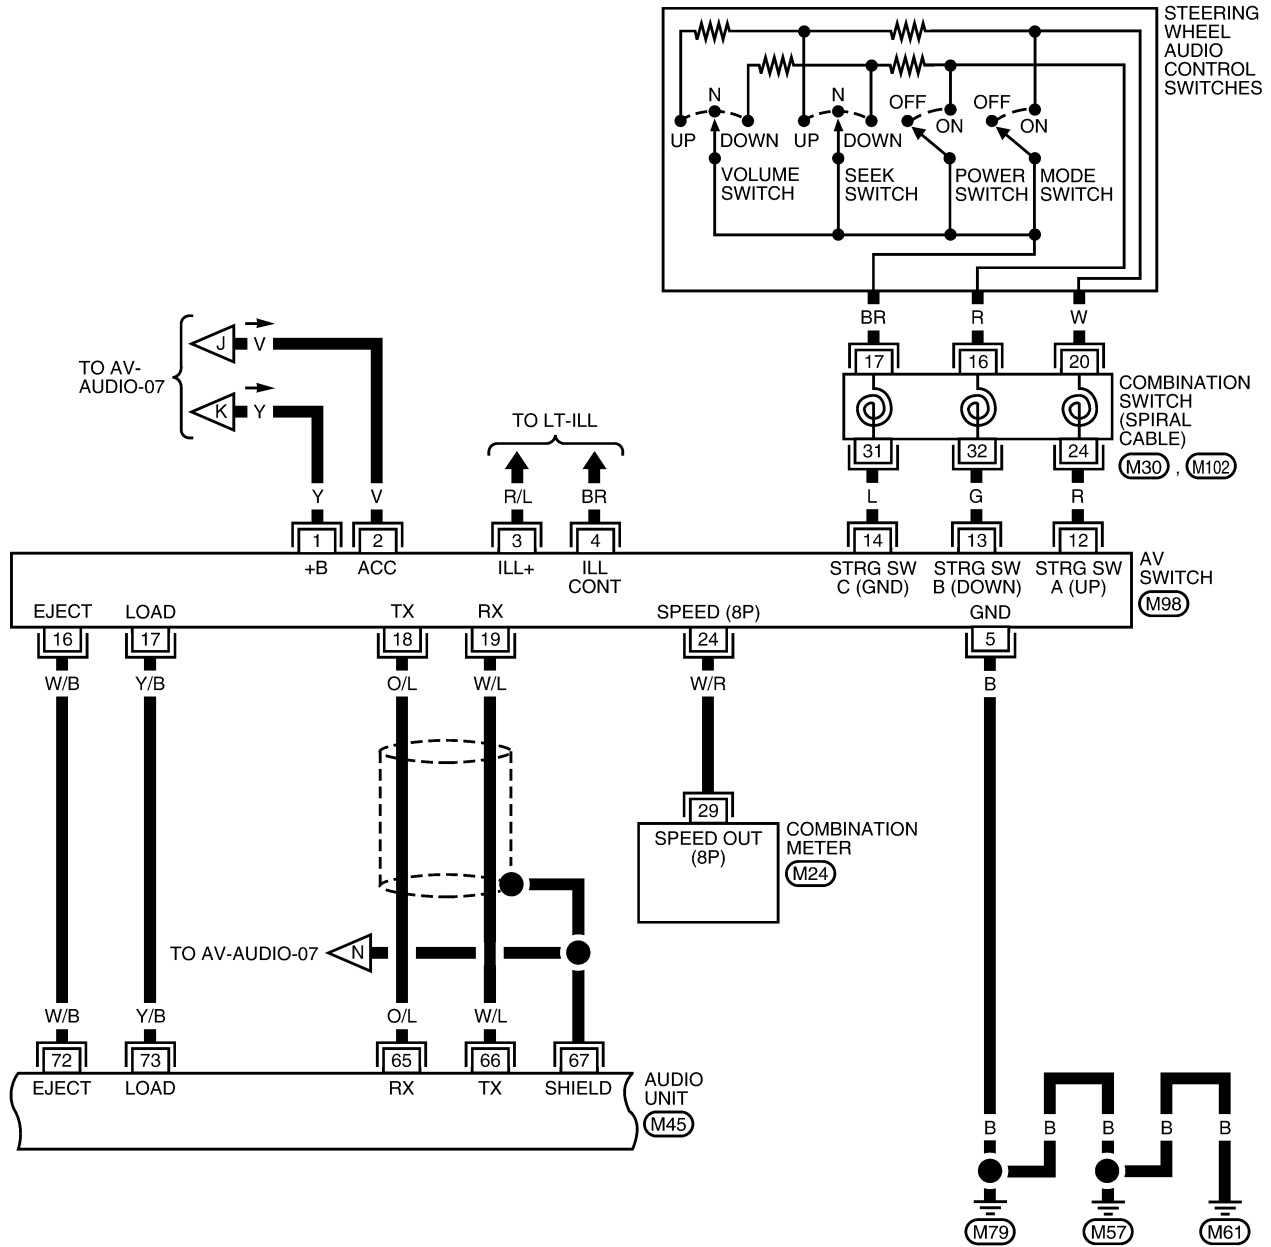 STEERING
WHEEL
AUDIO
CONTROL
SWITCHES
N
N
OFF
OFF
UP
DOWN
UP
DOWN
ON
ON
VOLUME
SWITCH
SEEK
SWITCH
POWER
SWITCH
MODE
SWITCH
BR
R
W
17
16
20
COMBINATION
SWITCH
(SPIRAL
CABLE)
M30 , M102
31
32
24
L
G
R
TO AV-
AUDIO-07
J
V
K
Y
TO LT-ILL
Y
V
R/L
BR
1
2
3
4
14
13
12
+B
ACC
ILL+
ILL
CONT
STRG SW
C (GND)
STRG SW
B (DOWN)
STRG SW
A (UP)
AV
SWITCH
M98
EJECT
LOAD
TX
RX
SPEED (8P)
GND
16
17
18
19
24
5
W/B
Y/B
O/L
W/L
W/R
B
29
SPEED OUT
(8P)
COMBINATION
METER
M24
TO AV-AUDIO-07
N
W/B
Y/B
O/L
W/L
72
73
65
66
67
EJECT
LOAD
RX
TX
SHIELD
AUDIO
UNIT
M45
B
B
B
B
B
M79
M57
M61